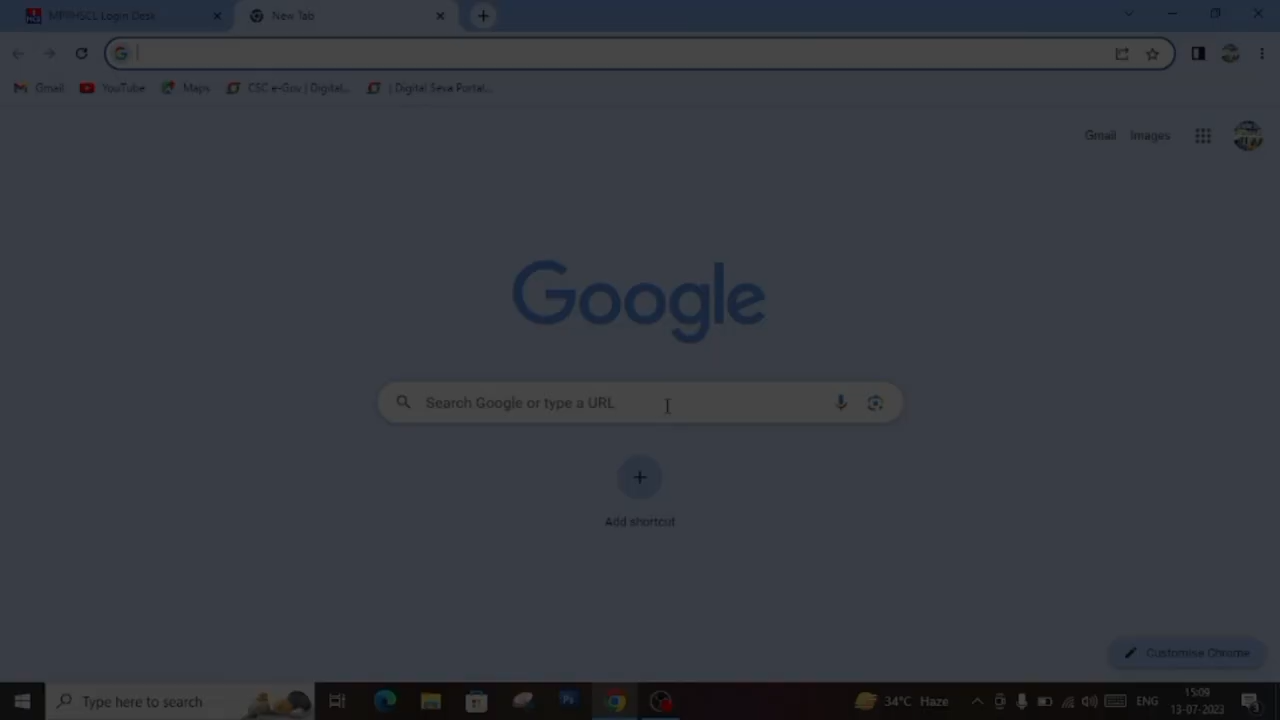 MPPHSCL Login Desk
New Tab
Gmail
YouTube
Maps
CSC e-Gov | Digital...
| Digital Seva Portal...
Gmail
Images
Google
Search Google or type a URL
Add shortcut
Customise Chrome
Type here to search
Ps
34°C Haze
ENG
15:09
13-07-2023